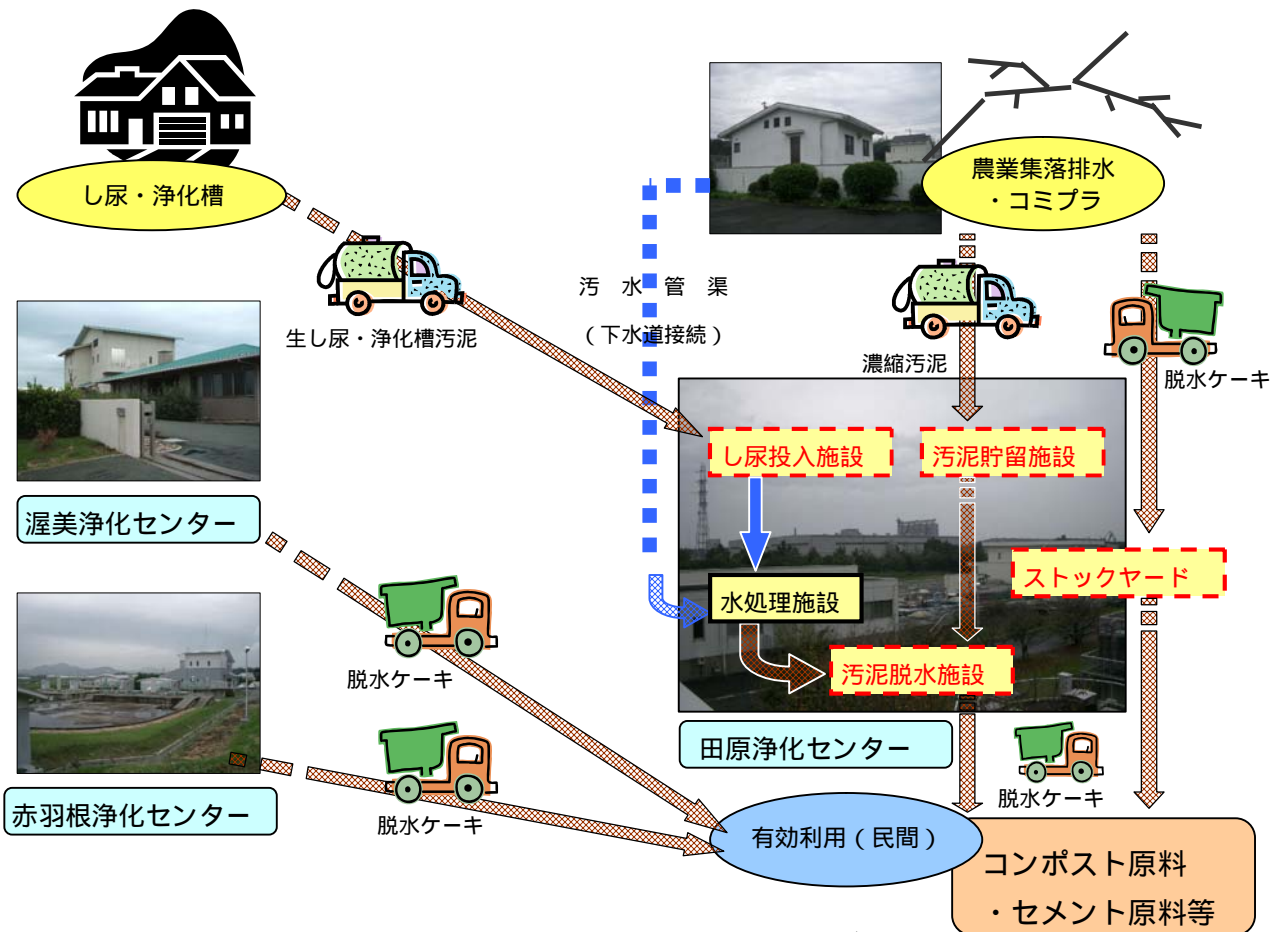 農業集落排水
・コミプラ
し尿・浄化槽
汚水管渠
（下水道接続）
生し尿・浄化槽汚泥
濃縮汚泥
脱水ケーキ
し尿投入施設
汚泥貯留施設
渥美浄化センター
ストックヤード
水処理施設
脱水ケーキ
汚泥脱水施設
田原浄化センター
赤羽根浄化センター
脱水ケーキ
脱水ケーキ
有効利用（民間）
コンポスト原料
・セメント原料等